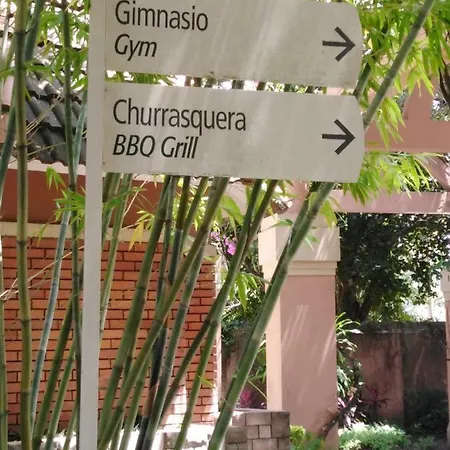 Gimnasio
Gym
Churrasquera
BBQ Grill